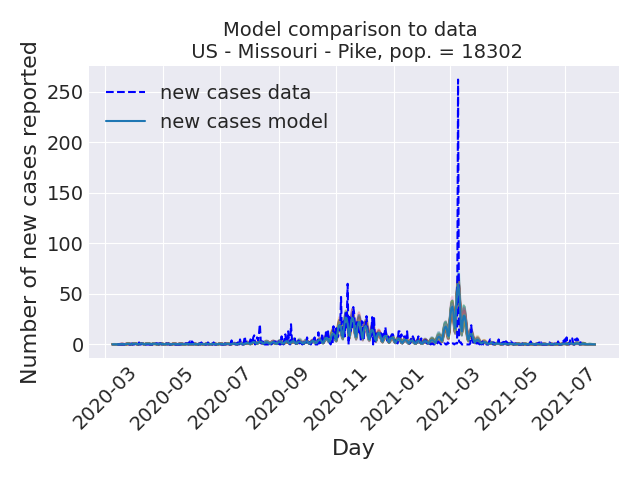 Model comparison to data
US - Missouri - Pike, pop. = 18302
Number of new cases reported
250
200
150
100
50
0
new cases data
new cases model
2020-03
2020-05
2020-07
2020-09
2020-11
2021-01
2021-03
2021-05
2021-07
Day